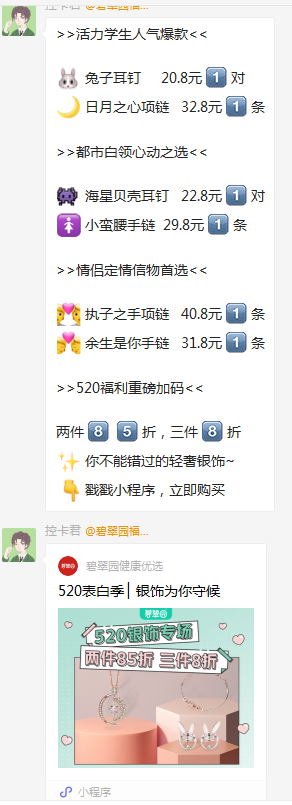 控卡君 @碧翠园福...
>>活力学生人气爆款<<
🐰 兔子耳钉 20.8元 1️⃣ 对
🌙 日月之心项链 32.8元 1️⃣ 条
>>都市白领心动之选<<
👾 海星贝壳耳钉 22.8元 1️⃣ 对
🚺 小蛮腰手链 29.8元 1️⃣ 条
>>情侣定情信物首选<<
👩‍❤️‍👨 执子之手项链 40.8元 1️⃣ 条
💏 余生是你手链 31.8元 1️⃣ 条
>>520福利重磅加码<<
两件 8️⃣ 5️⃣ 折，三件 8️⃣ 折
✨ 你不能错过的轻奢银饰~
👇 戳戳小程序，立即购买
控卡君 @碧翠园福...
碧翠园
碧翠园健康优选
520表白季│银饰为你守候
碧翠园
520银饰专场
两件85折 三件8折
小程序